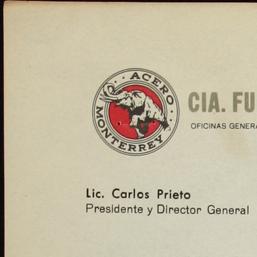 ACERO
MONTERREY
CIA. FU
OFICINAS GENERA
Lic. Carlos Prieto
Presidente y Director General